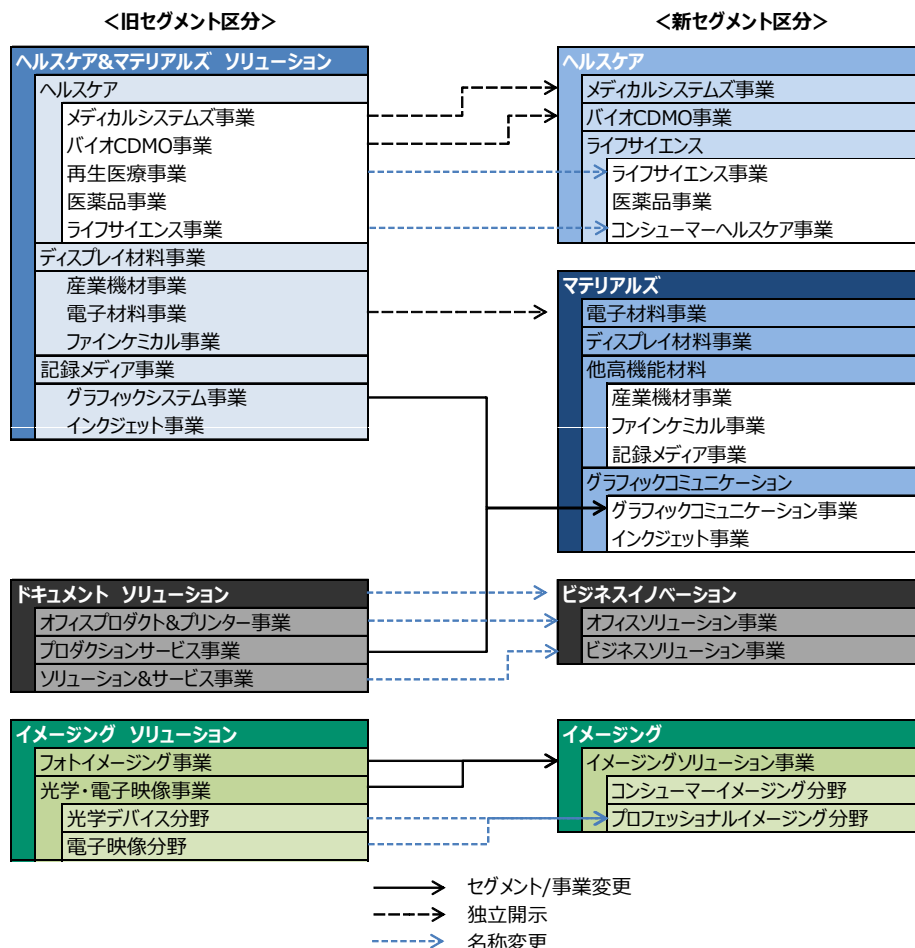 <旧セグメント区分>
<新セグメント区分>
ヘルスケア&マテリアルズ ソリューション
ヘルスケア
メディカルシステムズ事業
バイオCDMO事業
再生医療事業
医薬品事業
ライフサイエンス事業
ディスプレイ材料事業
産業機材事業
電子材料事業
ファインケミカル事業
記録メディア事業
グラフィックシステム事業
インクジェット事業
ドキュメント ソリューション
オフィスプロダクト&プリンター事業
プロダクションサービス事業
ソリューション&サービス事業
イメージング ソリューション
フォトイメージング事業
光学・電子映像事業
光学デバイス分野
電子映像分野
ヘルスケア
メディカルシステムズ事業
バイオCDMO事業
ライフサイエンス
ライフサイエンス事業
医薬品事業
コンシューマーヘルスケア事業
マテリアルズ
電子材料事業
ディスプレイ材料事業
他高機能材料
産業機材事業
ファインケミカル事業
記録メディア事業
グラフィックコミュニケーション
グラフィックコミュニケーション事業
インクジェット事業
ビジネスイノベーション
オフィスソリューション事業
ビジネスソリューション事業
イメージング
イメージングソリューション事業
コンシューマーイメージング分野
プロフェッショナルイメージング分野
セグメント/事業変更
独立開示
名称変更